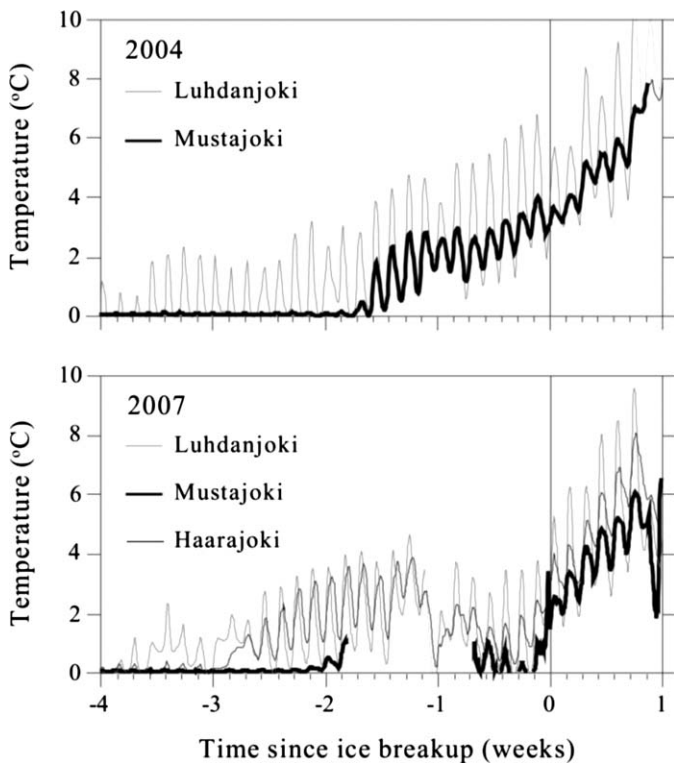 10
2004
8
Luhdanjoki
Mustajoki
6
Temperature (°C)
4
2
0
10
2007
8
Luhdanjoki
Mustajoki
6
Haarajoki
Temperature (°C)
4
2
0
-4 -3 -2 -1 0 1
Time since ice breakup (weeks)